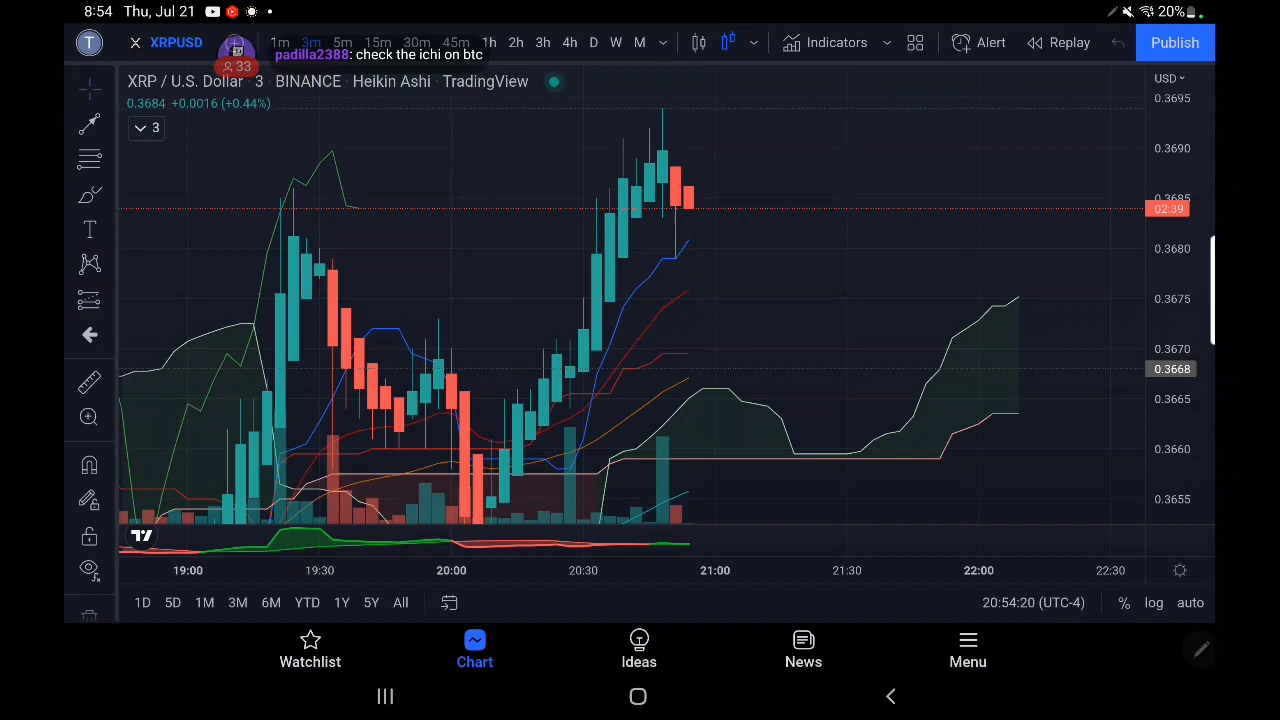 8:54 Thu, Jul 21
20%
T
XRPUSD
33
1m 3m 5m 15m 30m 45m 1h 2h 3h 4h D W M
Indicators
Alert
Replay
Publish
padilla2388: check the ichi on btc
XRP / U.S. Dollar · 3 · BINANCE · Heikin Ashi · TradingView
0.3684 +0.0016 (+0.44%)
3
USD
0.3695
0.3690
0.3685
02:39
0.3680
0.3675
0.3670
0.3668
0.3665
0.3660
0.3655
19:00 19:30 20:00 20:30 21:00 21:30 22:00 22:30
1D 5D 1M 3M 6M YTD 1Y 5Y All
20:54:20 (UTC-4) % log auto
Watchlist Chart Ideas News Menu